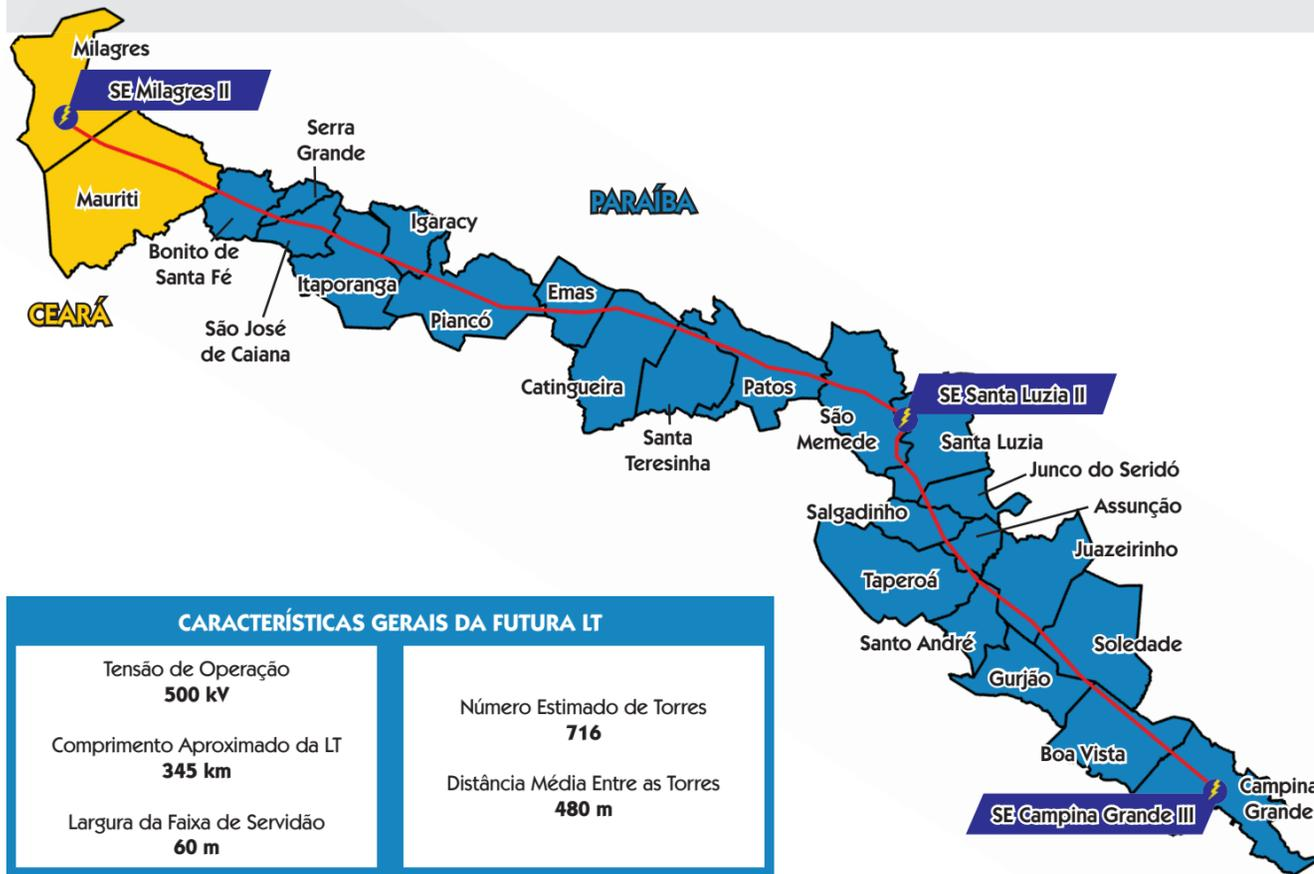 Milagres
SE Milagres II
Serra
Grande
Mauriti
PARAÍBA
Igaracy
Bonito de
Santa Fé
Itaporanga
Emas
CEARÁ
Piancó
São José
de Caiana
Catingueira
Patos
SE Santa Luzia II
São
Memede
Santa
Teresinha
Santa Luzia
Junco do Seridó
Salgadinho
Assunção
Juazeirinho
Taperoá
Santo André
Soledade
Gurjão
Boa Vista
Campina
Grande
SE Campina Grande III
CARACTERÍSTICAS GERAIS DA FUTURA LT
Tensão de Operação
500 kV
Comprimento Aproximado da LT
345 km
Largura da Faixa de Servidão
60 m
Número Estimado de Torres
716
Distância Média Entre as Torres
480 m